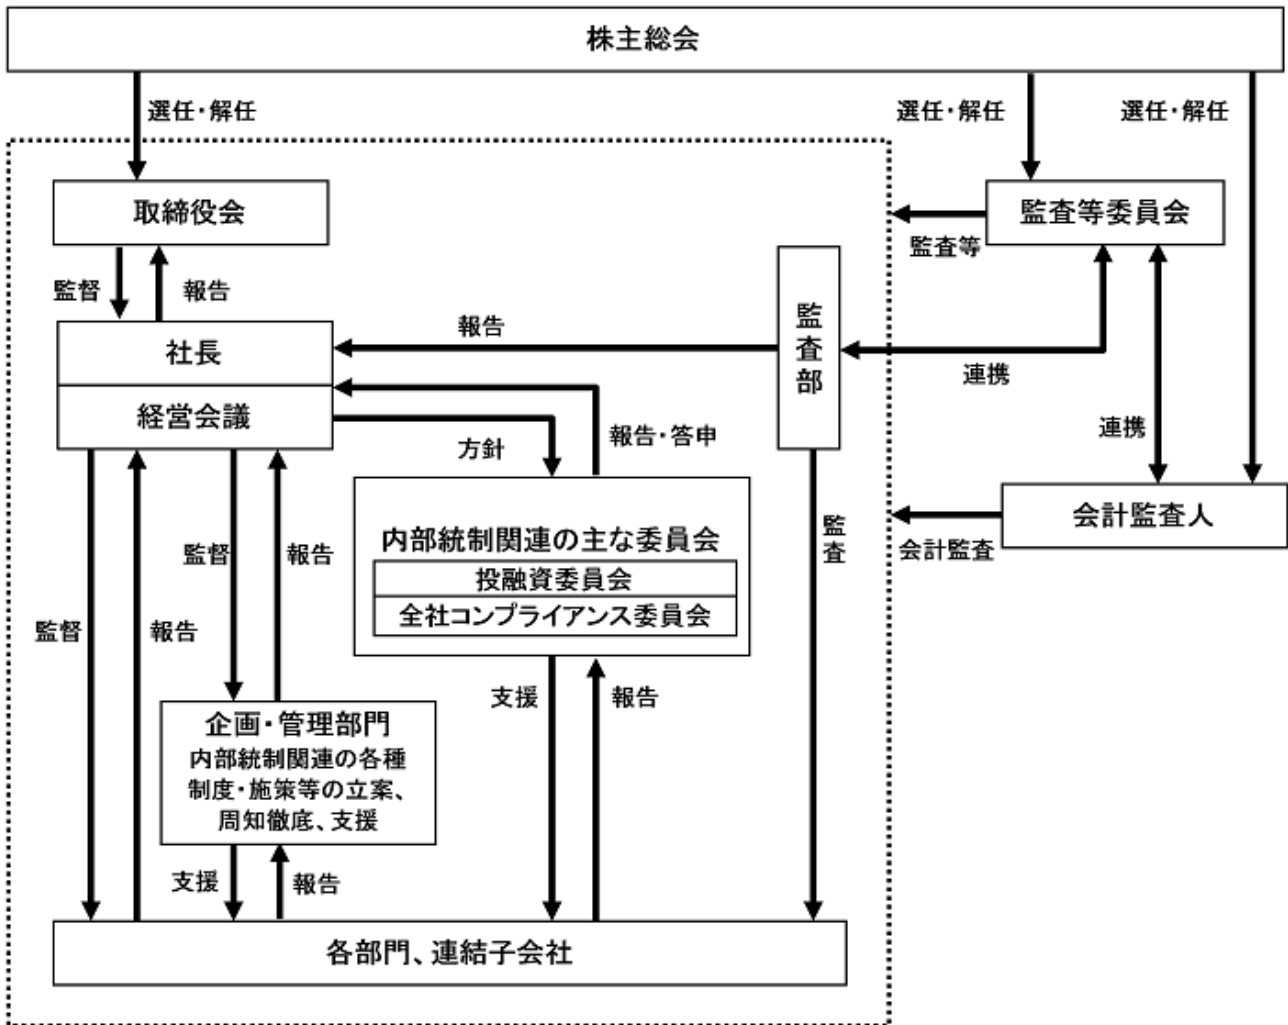 株主総会
選任・解任
選任・解任
選任・解任
取締役会
監査等委員会
監査等
監督
報告
社長
経営会議
報告
監査部
連携
方針
報告・答申
連携
内部統制関連の主な委員会
投融資委員会
全社コンプライアンス委員会
監査
会計監査人
会計監査
監督
報告
監督
報告
支援
報告
企画・管理部門
内部統制関連の各種
制度・施策等の立案、
周知徹底、支援
支援
報告
各部門、連結子会社